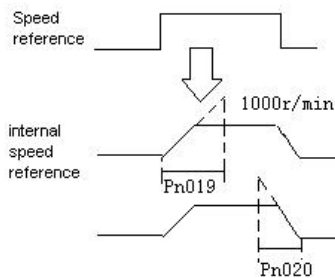 Speed
reference
1000r/min
internal
speed
reference
Pn019
Pn020